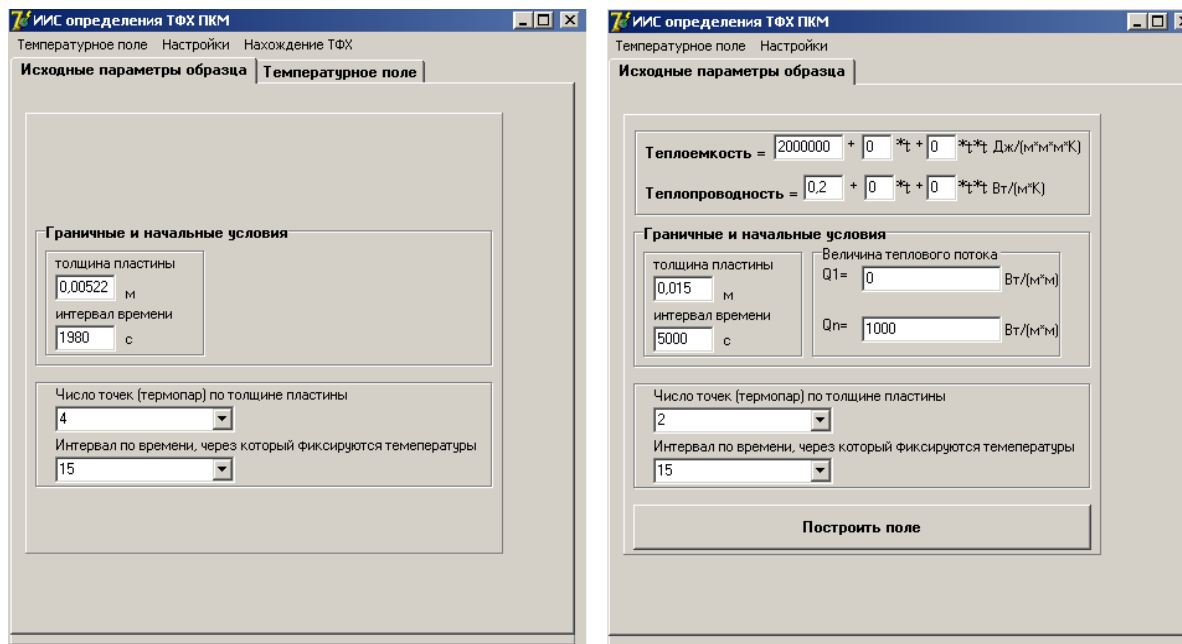 ИИС определения ТФХ ПКМ
Температурное поле Настройки Нахождение ТФХ
Исходные параметры образца Температурное поле
Граничные и начальные условия
толщина пластины
0,00522 м
интервал времени
1980 с
Число точек (термопар) по толщине пластины
4
Интервал по времени, через который фиксируются темепературы
15
ИИС определения ТФХ ПКМ
Температурное поле Настройки
Исходные параметры образца
Теплоемкость = 2000000 + 0 *t + 0 *t*t Дж/(м*м*м*К)
Теплопроводность = 0,2 + 0 *t + 0 *t*t Вт/(м*К)
Граничные и начальные условия
толщина пластины
0,015 м
интервал времени
5000 с
Величина теплового потока
Q1= 0 Вт/(м*м)
Qn= 1000 Вт/(м*м)
Число точек (термопар) по толщине пластины
2
Интервал по времени, через который фиксируются темепературы
15
Построить поле